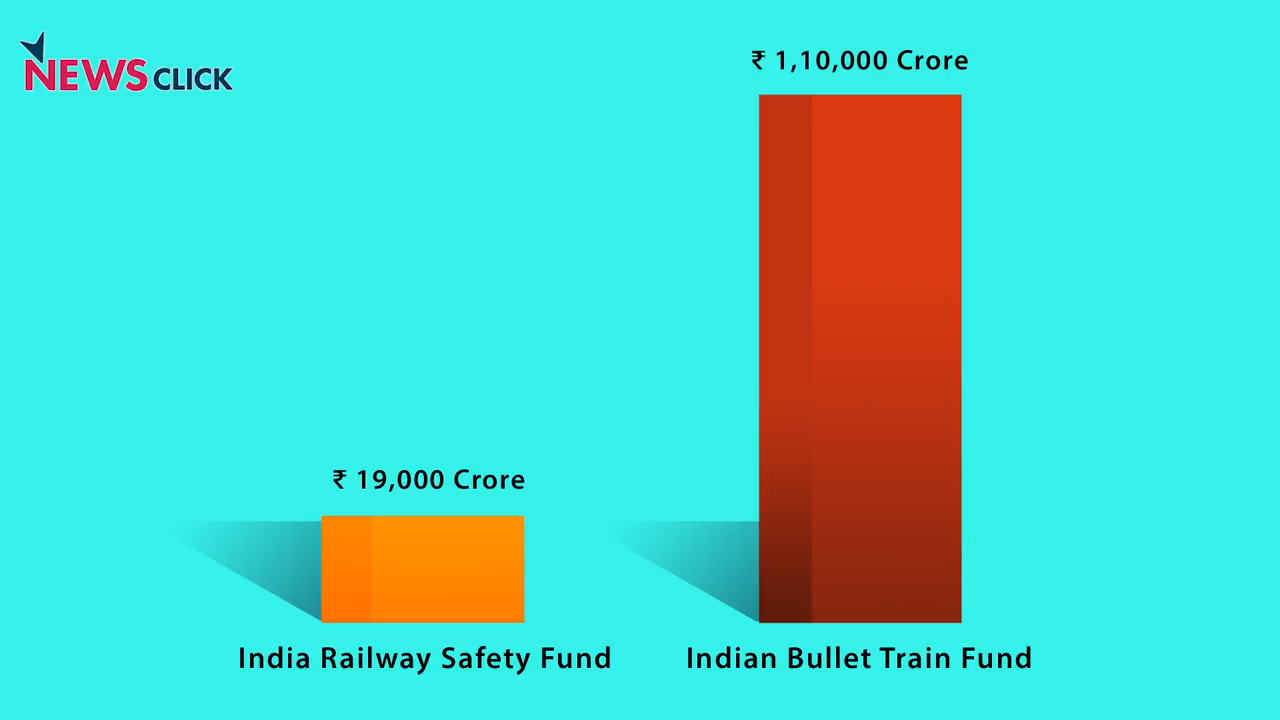 NEWSCLICK
₹ 1,10,000 Crore
₹ 19,000 Crore
India Railway Safety Fund
Indian Bullet Train Fund